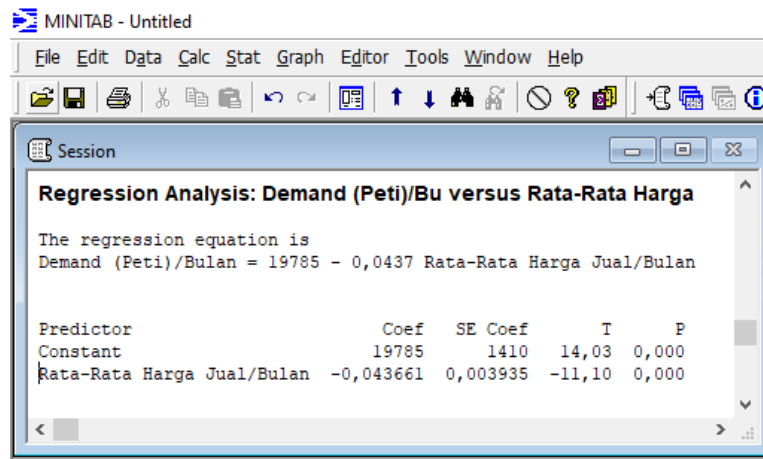 MINITAB - Untitled
File Edit Data Calc Stat Graph Editor Tools Window Help
Session
Regression Analysis: Demand (Peti)/Bu versus Rata-Rata Harga
The regression equation is
Demand (Peti)/Bulan = 19785 - 0,0437 Rata-Rata Harga Jual/Bulan
Predictor Coef SE Coef T P
Constant 19785 1410 14,03 0,000
Rata-Rata Harga Jual/Bulan -0,043661 0,003935 -11,10 0,000